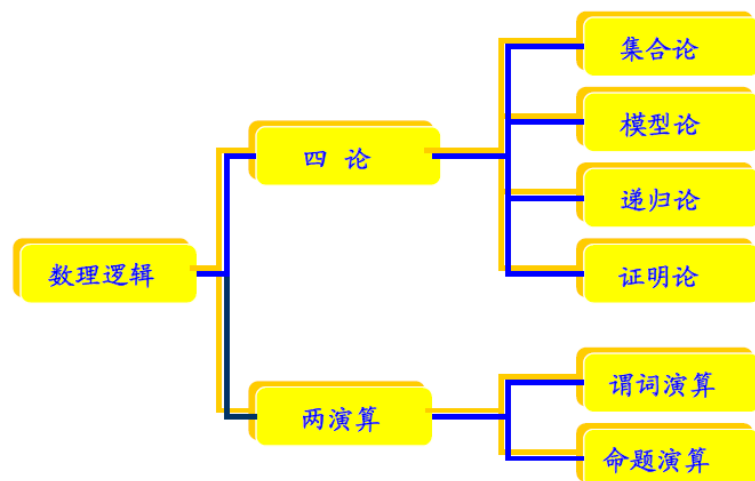 集合论
模型论
四 论
递归论
数理逻辑
证明论
谓词演算
两演算
命题演算